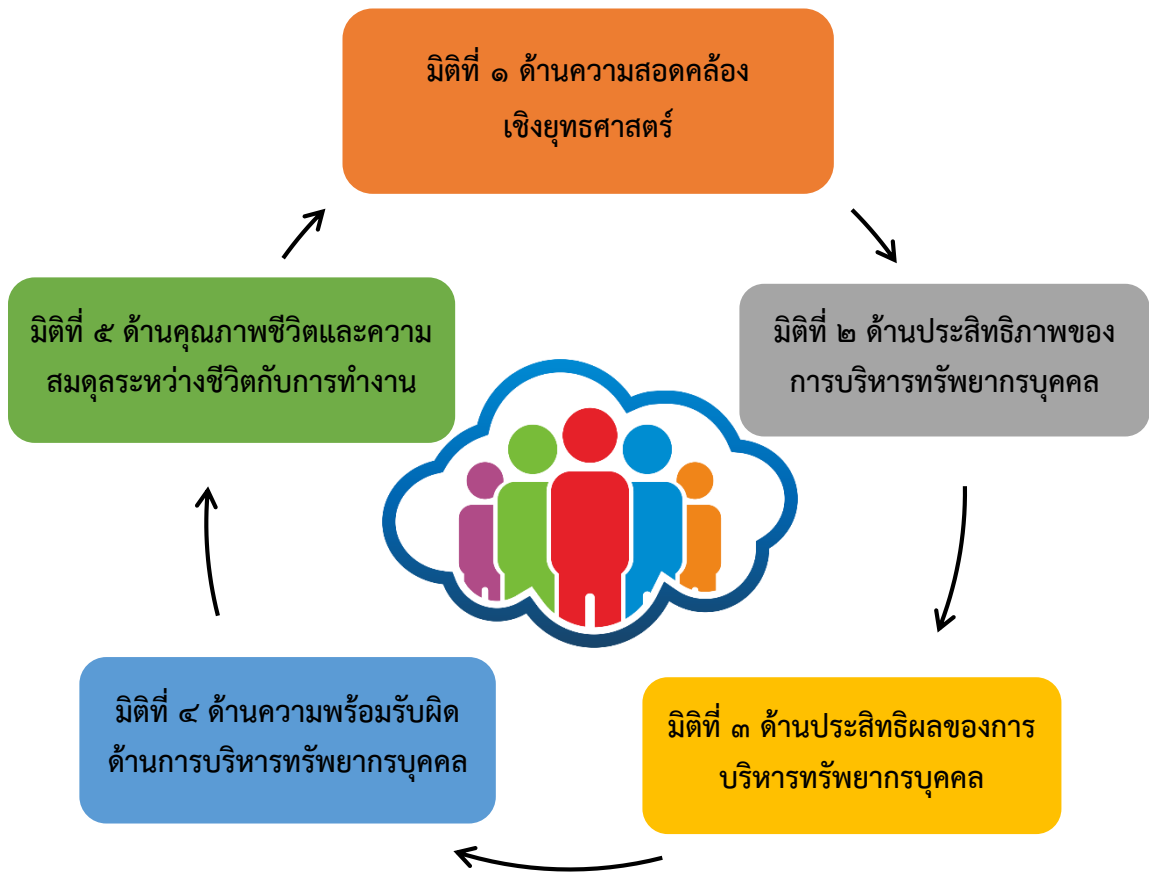 มิติที่ ๑ ด้านความสอดคล้อง
เชิงยุทธศาสตร์
มิติที่ ๒ ด้านประสิทธิภาพของ
การบริหารทรัพยากรบุคคล
มิติที่ ๓ ด้านประสิทธิผลของการ
บริหารทรัพยากรบุคคล
มิติที่ ๔ ด้านความพร้อมรับผิด
ด้านการบริหารทรัพยากรบุคคล
มิติที่ ๕ ด้านคุณภาพชีวิตและความ
สมดุลระหว่างชีวิตกับการทำงาน